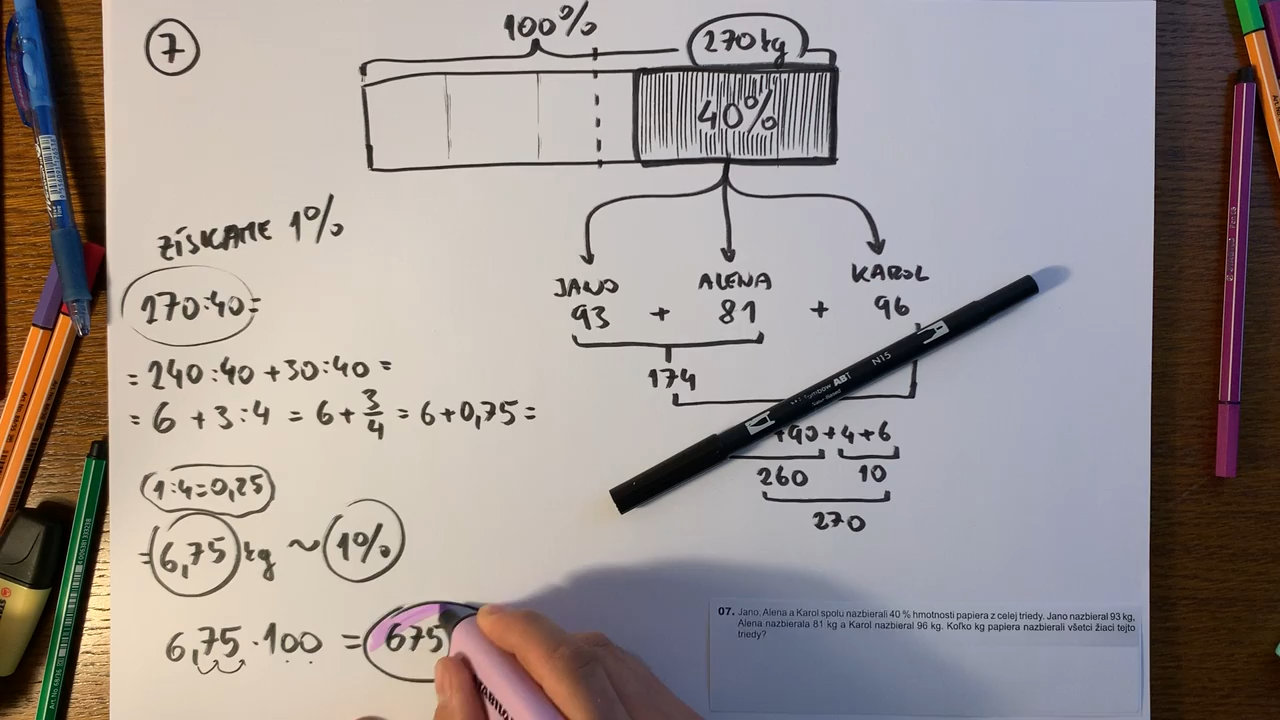 7
100%
270 kg
40%
ZÍSKAME 1%
270:40=
= 240:40 + 30:40 =
= 6 + 3:4 = 6 + 3/4 = 6 + 0,75 =
1:4=0,25
= 6,75 kg ~ 1%
6,75 · 100 = 675
JANO ALENA KAROL
93 + 81 + 96
174
+90+4+6
260 10
270
Tombow ABT N15
07. Jano, Alena a Karol spolu nazbierali 40 % hmotnosti papiera z celej triedy. Jano nazbieral 93 kg,
Alena nazbierala 81 kg a Karol nazbieral 96 kg. Koľko kg papiera nazbierali všetci žiaci tejto
triedy?